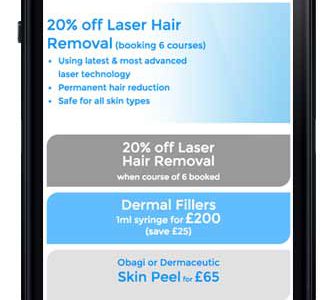 20% off Laser Hair
Removal (booking 6 courses)
• Using latest & most advanced
laser technology
• Permanent hair reduction
• Safe for all skin types
20% off Laser
Hair Removal
when course of 6 booked
Dermal Fillers
1ml syringe for £200
(save £25)
Obagi or Dermaceutic
Skin Peel for £65